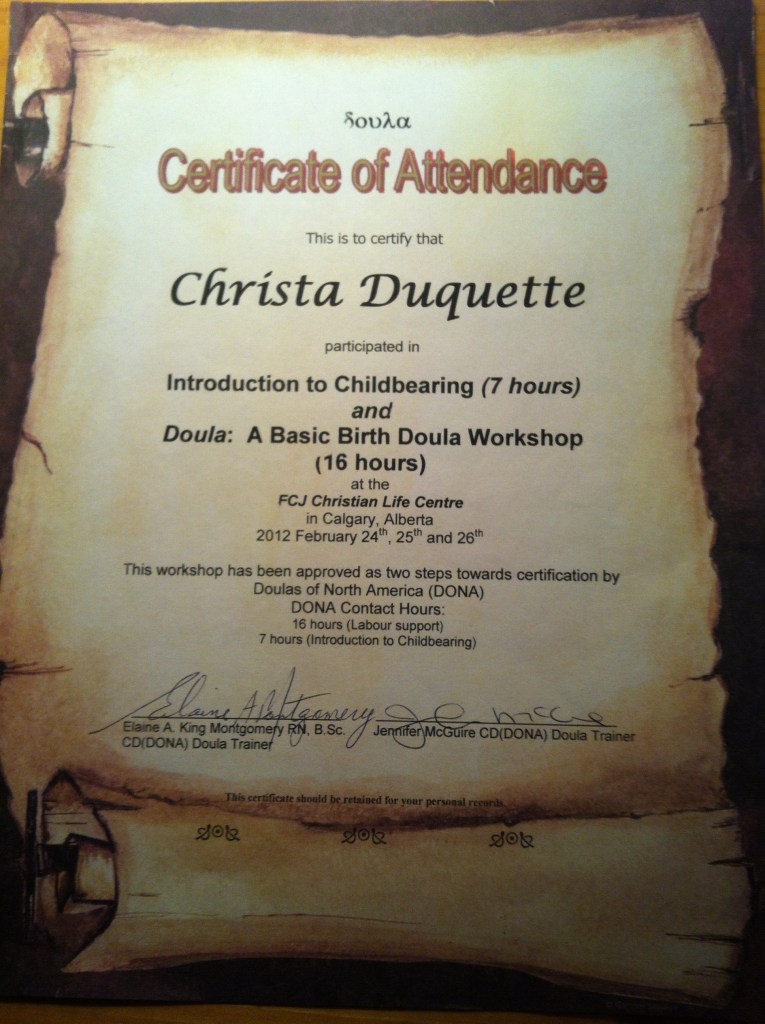 δουλα
Certificate of Attendance
This is to certify that
Christa Duquette
participated in
Introduction to Childbearing (7 hours)
and
Doula: A Basic Birth Doula Workshop
(16 hours)
at the
FCJ Christian Life Centre
in Calgary, Alberta
2012 February 24th, 25th and 26th
This workshop has been approved as two steps towards certification by
Doulas of North America (DONA)
DONA Contact Hours:
16 hours (Labour support)
7 hours (Introduction to Childbearing)
Elaine A Montgomery J McGuire
Elaine A. King Montgomery RN, B.Sc. Jennifer McGuire CD(DONA) Doula Trainer
CD(DONA) Doula Trainer
This certificate should be retained for your personal records